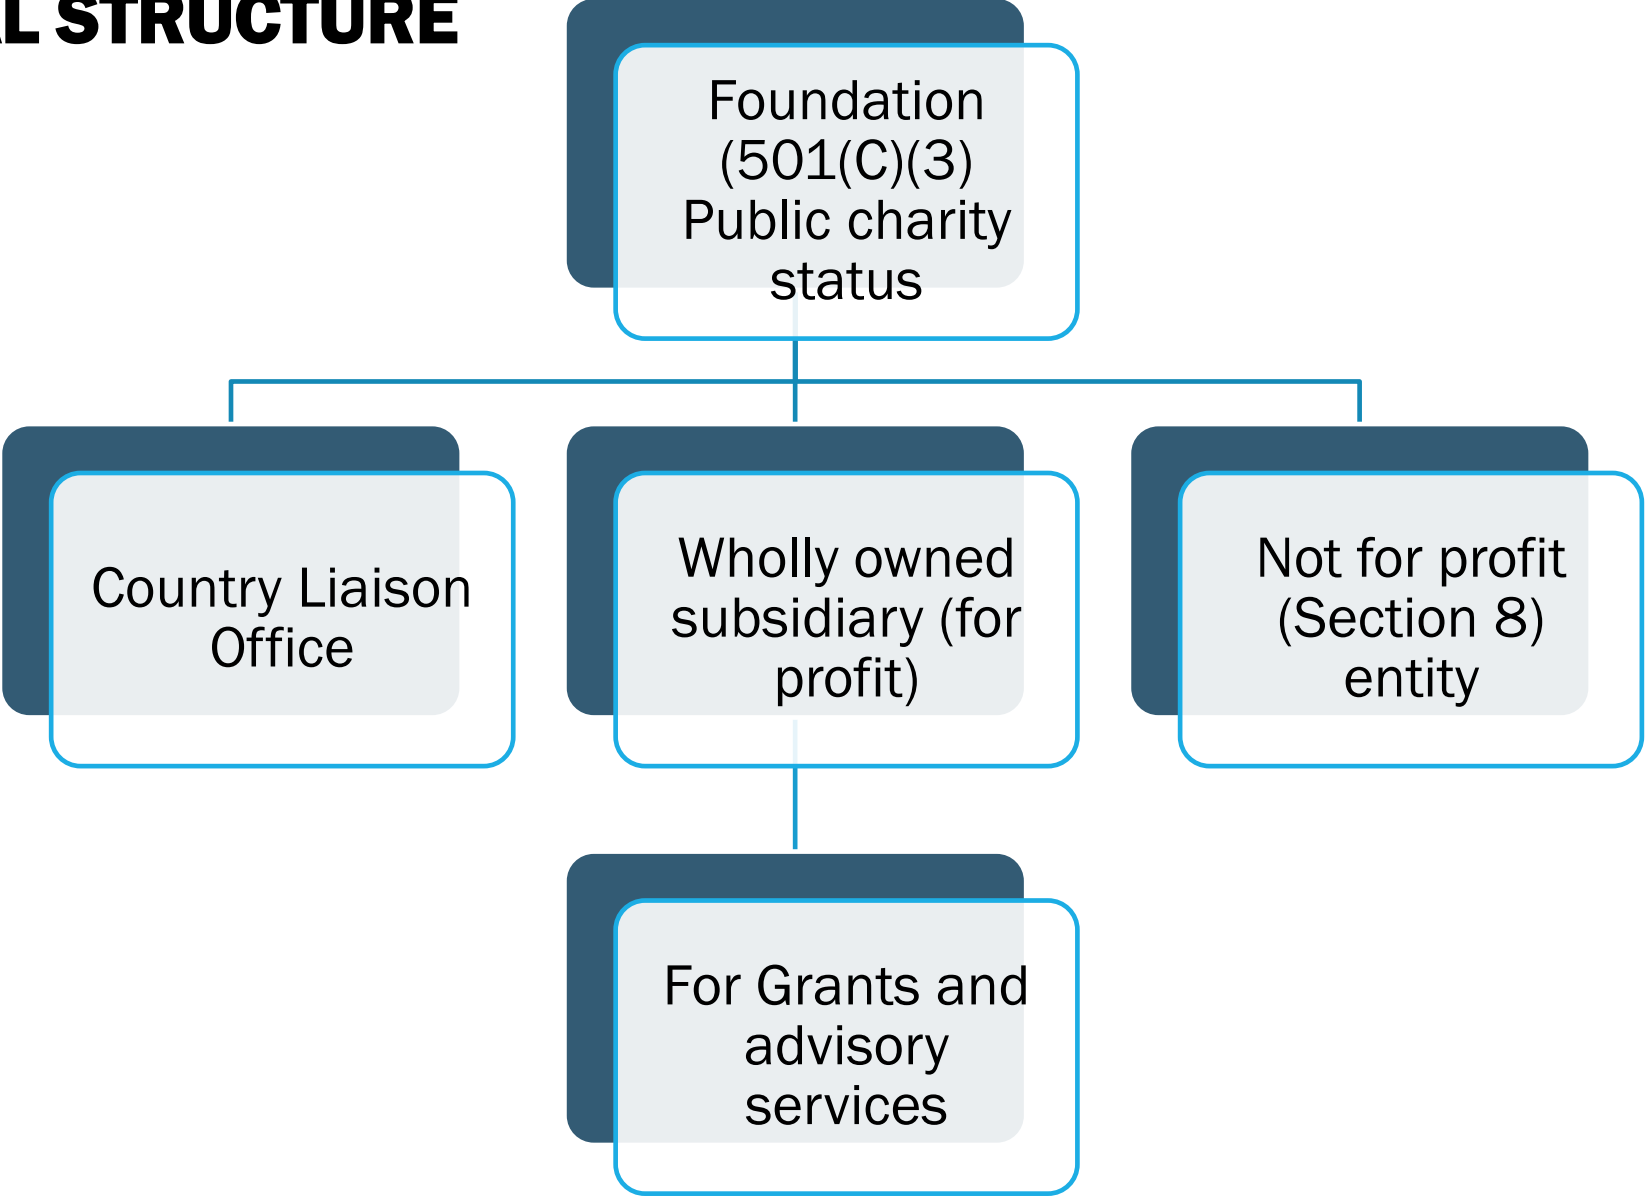 L STRUCTURE
Foundation
(501(C)(3)
Public charity
status
Country Liaison
Office
Wholly owned
subsidiary (for
profit)
Not for profit
(Section 8)
entity
For Grants and
advisory
services